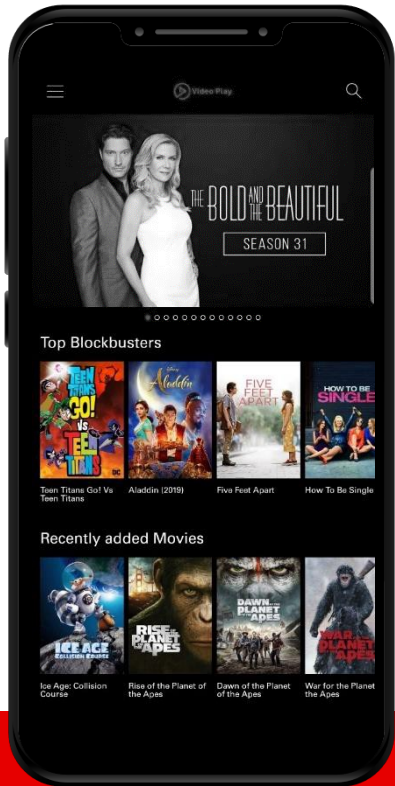 Video Play
THE BOLD AND THE BEAUTIFUL
SEASON 31
Top Blockbusters
TEEN
TITANS
GO!
VS
TEEN
TITANS
DC
Disney
Aladdin
FIVE
FEET
APART
HOW TO BE
SINGLE
Teen Titans Go! Vs
Teen Titans
Aladdin (2019)
Five Feet Apart
How To Be Single
Recently added Movies
ICE AGE
COLLISION COURSE
RISE OF THE
PLANET
OF THE
APES
DAWN OF THE
PLANET
OF THE
APES
WAR FOR THE
PLANET
OF THE
APES
Ice Age: Collision
Course
Rise of the Planet of
the Apes
Dawn of the Planet
of the Apes
War for the Planet
the Apes